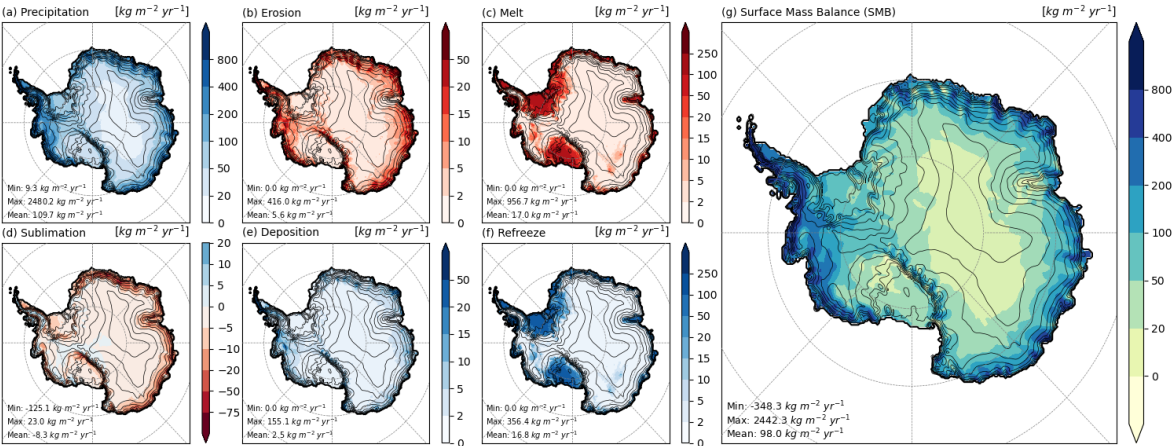 (a) Precipitation [kg m⁻² yr⁻¹]
800
400
200
100
50
20
0
Min: 9.3 kg m⁻² yr⁻¹
Max: 2480.2 kg m⁻² yr⁻¹
Mean: 109.7 kg m⁻² yr⁻¹
(b) Erosion [kg m⁻² yr⁻¹]
50
20
15
10
5
2
0
Min: 0.0 kg m⁻² yr⁻¹
Max: 416.0 kg m⁻² yr⁻¹
Mean: 5.6 kg m⁻² yr⁻¹
(c) Melt [kg m⁻² yr⁻¹]
250
100
50
20
15
10
5
2
0
Min: 0.0 kg m⁻² yr⁻¹
Max: 956.7 kg m⁻² yr⁻¹
Mean: 17.0 kg m⁻² yr⁻¹
(d) Sublimation [kg m⁻² yr⁻¹]
20
10
5
0
−5
−10
−20
−50
−75
Min: -125.1 kg m⁻² yr⁻¹
Max: 23.0 kg m⁻² yr⁻¹
Mean: -8.3 kg m⁻² yr⁻¹
(e) Deposition [kg m⁻² yr⁻¹]
50
20
15
10
5
2
0
Min: 0.0 kg m⁻² yr⁻¹
Max: 155.1 kg m⁻² yr⁻¹
Mean: 2.5 kg m⁻² yr⁻¹
(f) Refreeze [kg m⁻² yr⁻¹]
250
100
50
20
15
10
5
2
0
Min: 0.0 kg m⁻² yr⁻¹
Max: 356.4 kg m⁻² yr⁻¹
Mean: 16.8 kg m⁻² yr⁻¹
(g) Surface Mass Balance (SMB) [kg m⁻² yr⁻¹]
800
400
200
100
50
20
0
Min: -348.3 kg m⁻² yr⁻¹
Max: 2442.3 kg m⁻² yr⁻¹
Mean: 98.0 kg m⁻² yr⁻¹